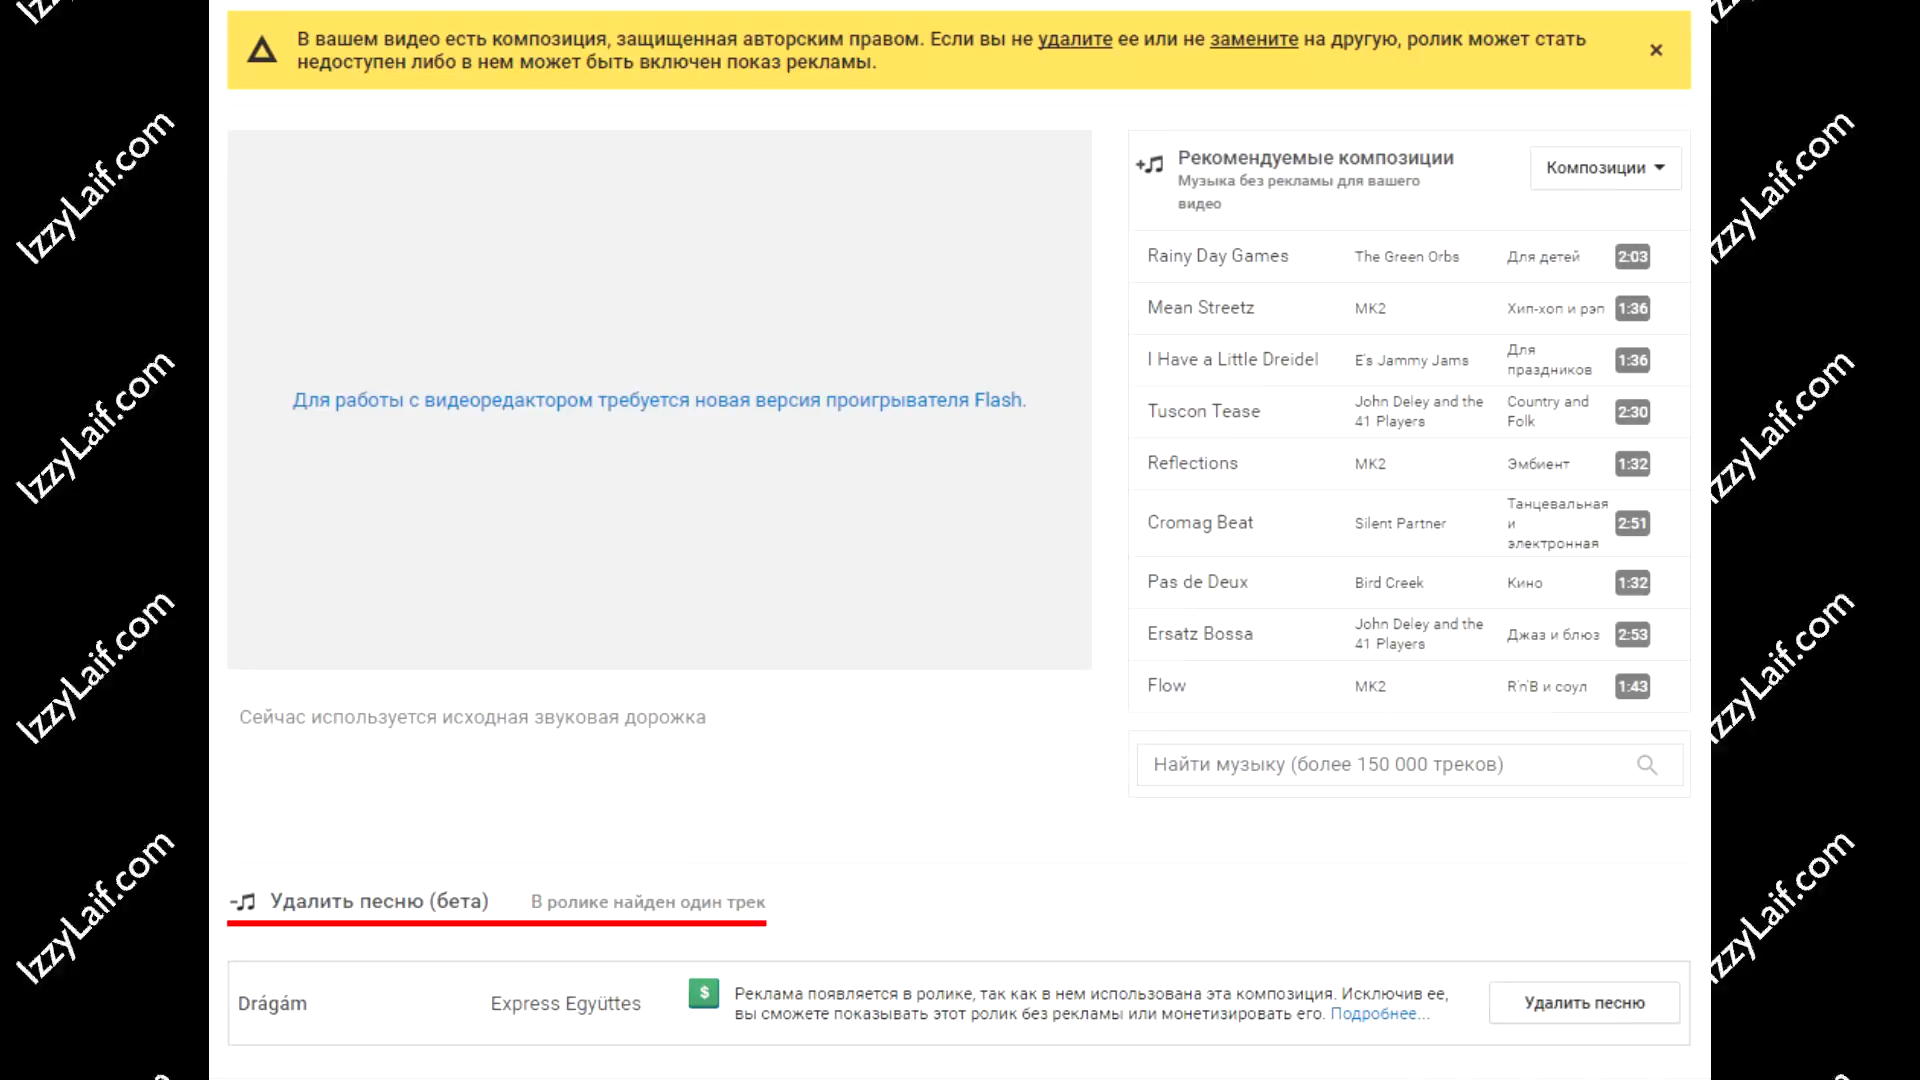 В вашем видео есть композиция, защищенная авторским правом. Если вы не удалите ее или не замените на другую, ролик может стать
недоступен либо в нем может быть включен показ рекламы.
×
Для работы с видеоредактором требуется новая версия проигрывателя Flash.
Сейчас используется исходная звуковая дорожка
Рекомендуемые композиции
Музыка без рекламы для вашего
видео
Композиции
Rainy Day Games The Green Orbs Для детей 2:03
Mean Streetz MK2 Хип-хоп и рэп 1:36
I Have a Little Dreidel E's Jammy Jams Для
праздников 1:36
Tuscon Tease John Deley and the
41 Players Country and
Folk 2:30
Reflections MK2 Эмбиент 1:32
Cromag Beat Silent Partner Танцевальная
и
электронная 2:51
Pas de Deux Bird Creek Кино 1:32
Ersatz Bossa John Deley and the
41 Players Джаз и блюз 2:53
Flow MK2 R'n'B и соул 1:43
Найти музыку (более 150 000 треков)
Удалить песню (бета) В ролике найден один трек
Drágám Express Együttes $ Реклама появляется в ролике, так как в нем использована эта композиция. Исключив ее,
вы сможете показывать этот ролик без рекламы или монетизировать его. Подробнее...
Удалить песню
IzzyLaif.com
IzzyLaif.com
IzzyLaif.com
IzzyLaif.com
IzzyLaif.com
IzzyLaif.com
IzzyLaif.com
IzzyLaif.com